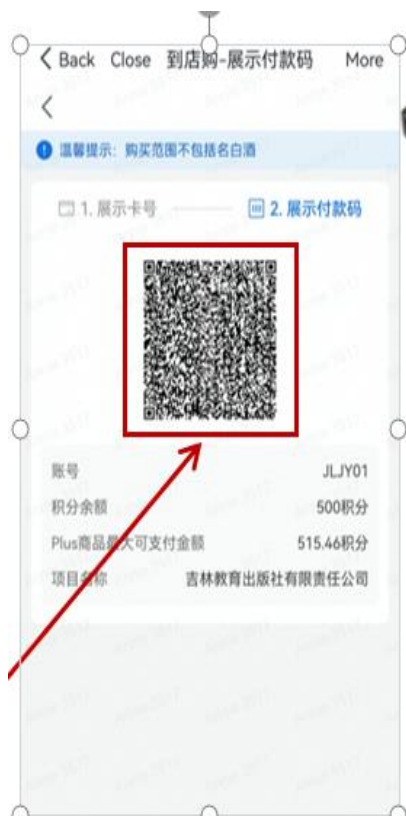 Back Close 到店购-展示付款码 More
温馨提示：购买范围不包括名白酒
1. 展示卡号 2. 展示付款码
账号 JLJY01
积分余额 500积分
Plus商品最大可支付金额 515.46积分
项目名称 吉林教育出版社有限责任公司